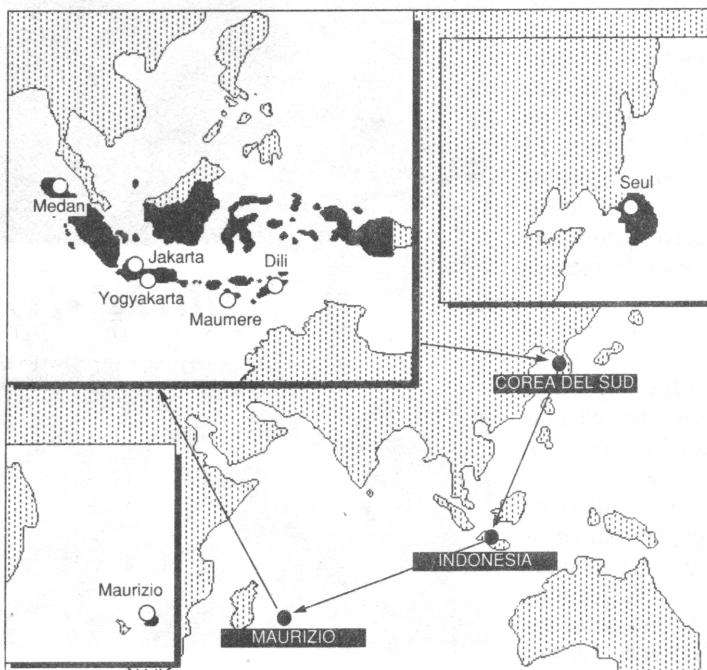 Seul
Medan
Jakarta
Dili
Yogyakarta
Maumere
COREA DEL SUD
INDONESIA
Maurizio
MAURIZIO